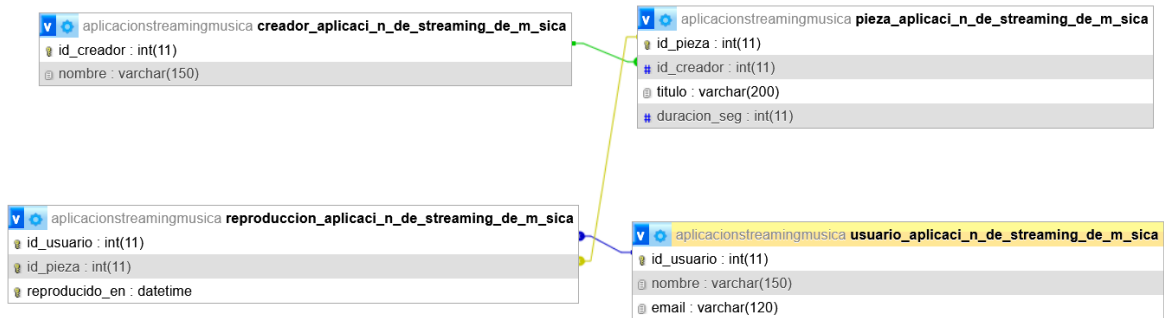 aplicacionstreamingmusica creador_aplicaci_n_de_streaming_de_m_sica
id_creador : int(11)
nombre : varchar(150)
aplicacionstreamingmusica pieza_aplicaci_n_de_streaming_de_m_sica
id_pieza : int(11)
# id_creador : int(11)
titulo : varchar(200)
# duracion_seg : int(11)
aplicacionstreamingmusica reproduccion_aplicaci_n_de_streaming_de_m_sica
id_usuario : int(11)
id_pieza : int(11)
reproducido_en : datetime
aplicacionstreamingmusica usuario_aplicaci_n_de_streaming_de_m_sica
id_usuario : int(11)
nombre : varchar(150)
email : varchar(120)